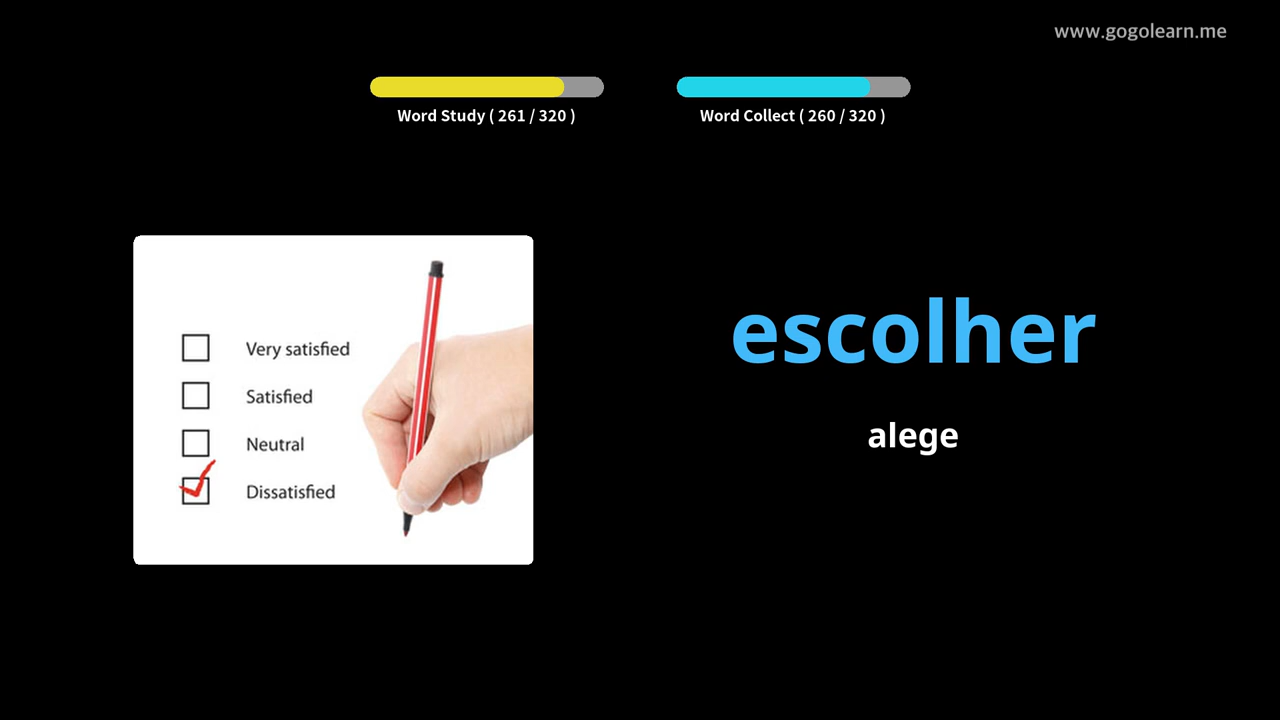 www.gogolearn.me
Word Study ( 261 / 320 )
Word Collect ( 260 / 320 )
Very satisfied
Satisfied
Neutral
Dissatisfied
escolher
alege